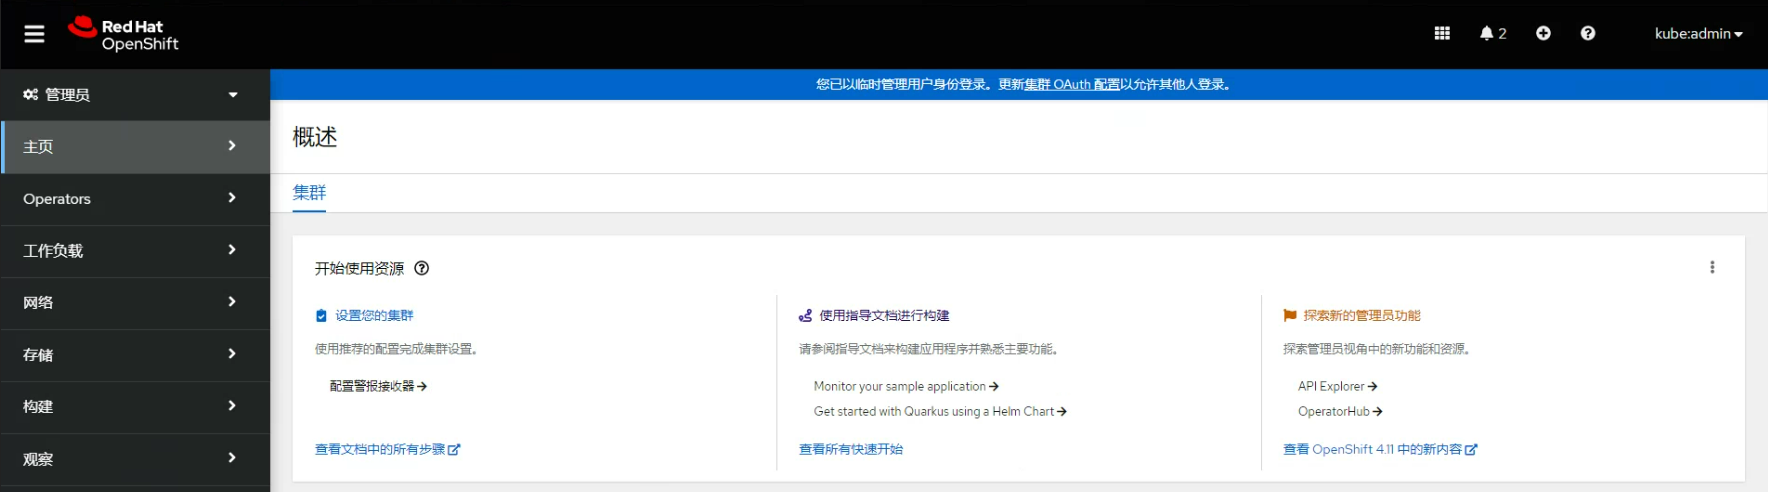 Red Hat
OpenShift
2
kube:admin
管理员
您已以临时管理用户身份登录。更新集群 OAuth 配置以允许其他人登录。
主页
Operators
工作负载
网络
存储
构建
观察
概述
集群
开始使用资源
设置您的集群
使用推荐的配置完成集群设置。
配置警报接收器
查看文档中的所有步骤
使用指导文档进行构建
请参阅指导文档来构建应用程序并熟悉主要功能。
Monitor your sample application
Get started with Quarkus using a Helm Chart
查看所有快速开始
探索新的管理员功能
探索管理员视角中的新功能和资源。
API Explorer
OperatorHub
查看 OpenShift 4.11 中的新内容